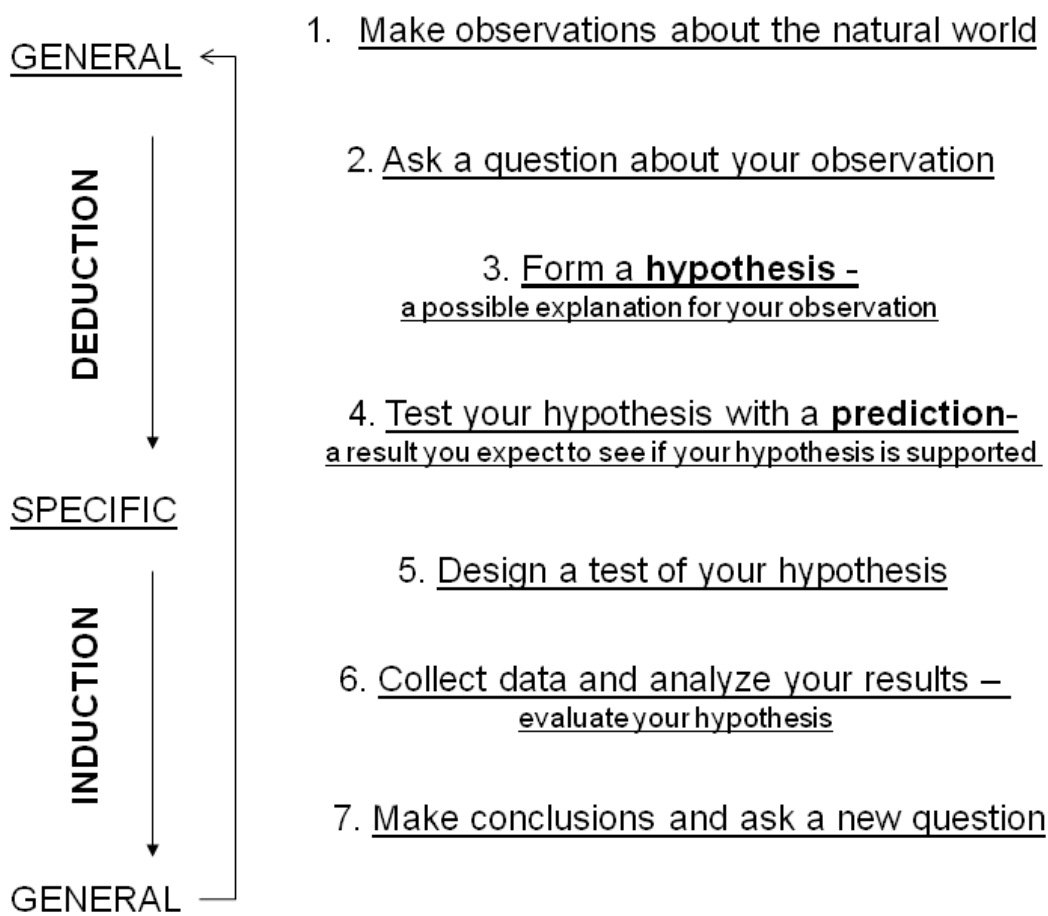 GENERAL
DEDUCTION
SPECIFIC
INDUCTION
GENERAL
1. Make observations about the natural world
2. Ask a question about your observation
3. Form a hypothesis -
a possible explanation for your observation
4. Test your hypothesis with a prediction-
a result you expect to see if your hypothesis is supported
5. Design a test of your hypothesis
6. Collect data and analyze your results –
evaluate your hypothesis
7. Make conclusions and ask a new question